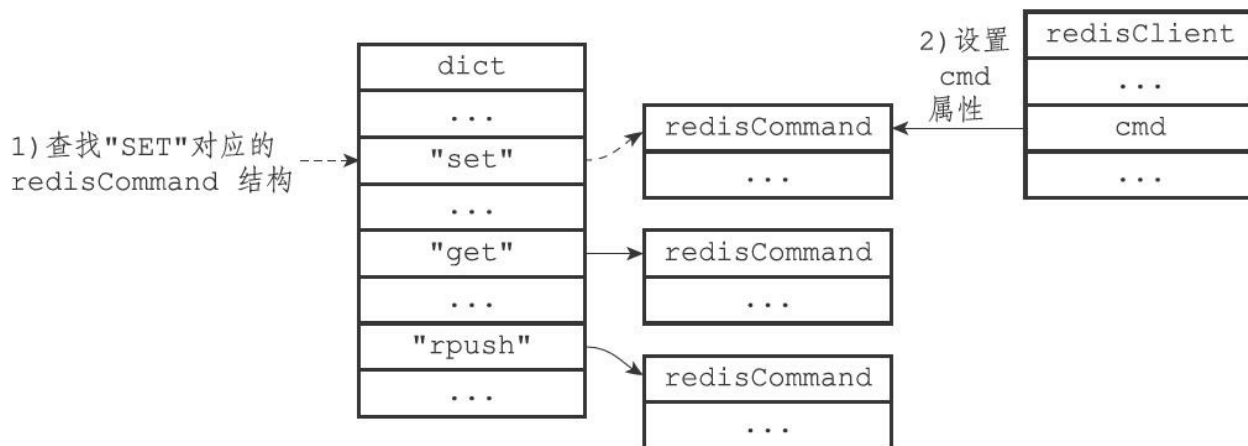 1)查找"SET"对应的
redisCommand 结构
dict
...
"set"
...
"get"
...
"rpush"
...
redisCommand
...
redisCommand
...
redisCommand
...
2)设置
cmd
属性
redisClient
...
cmd
...